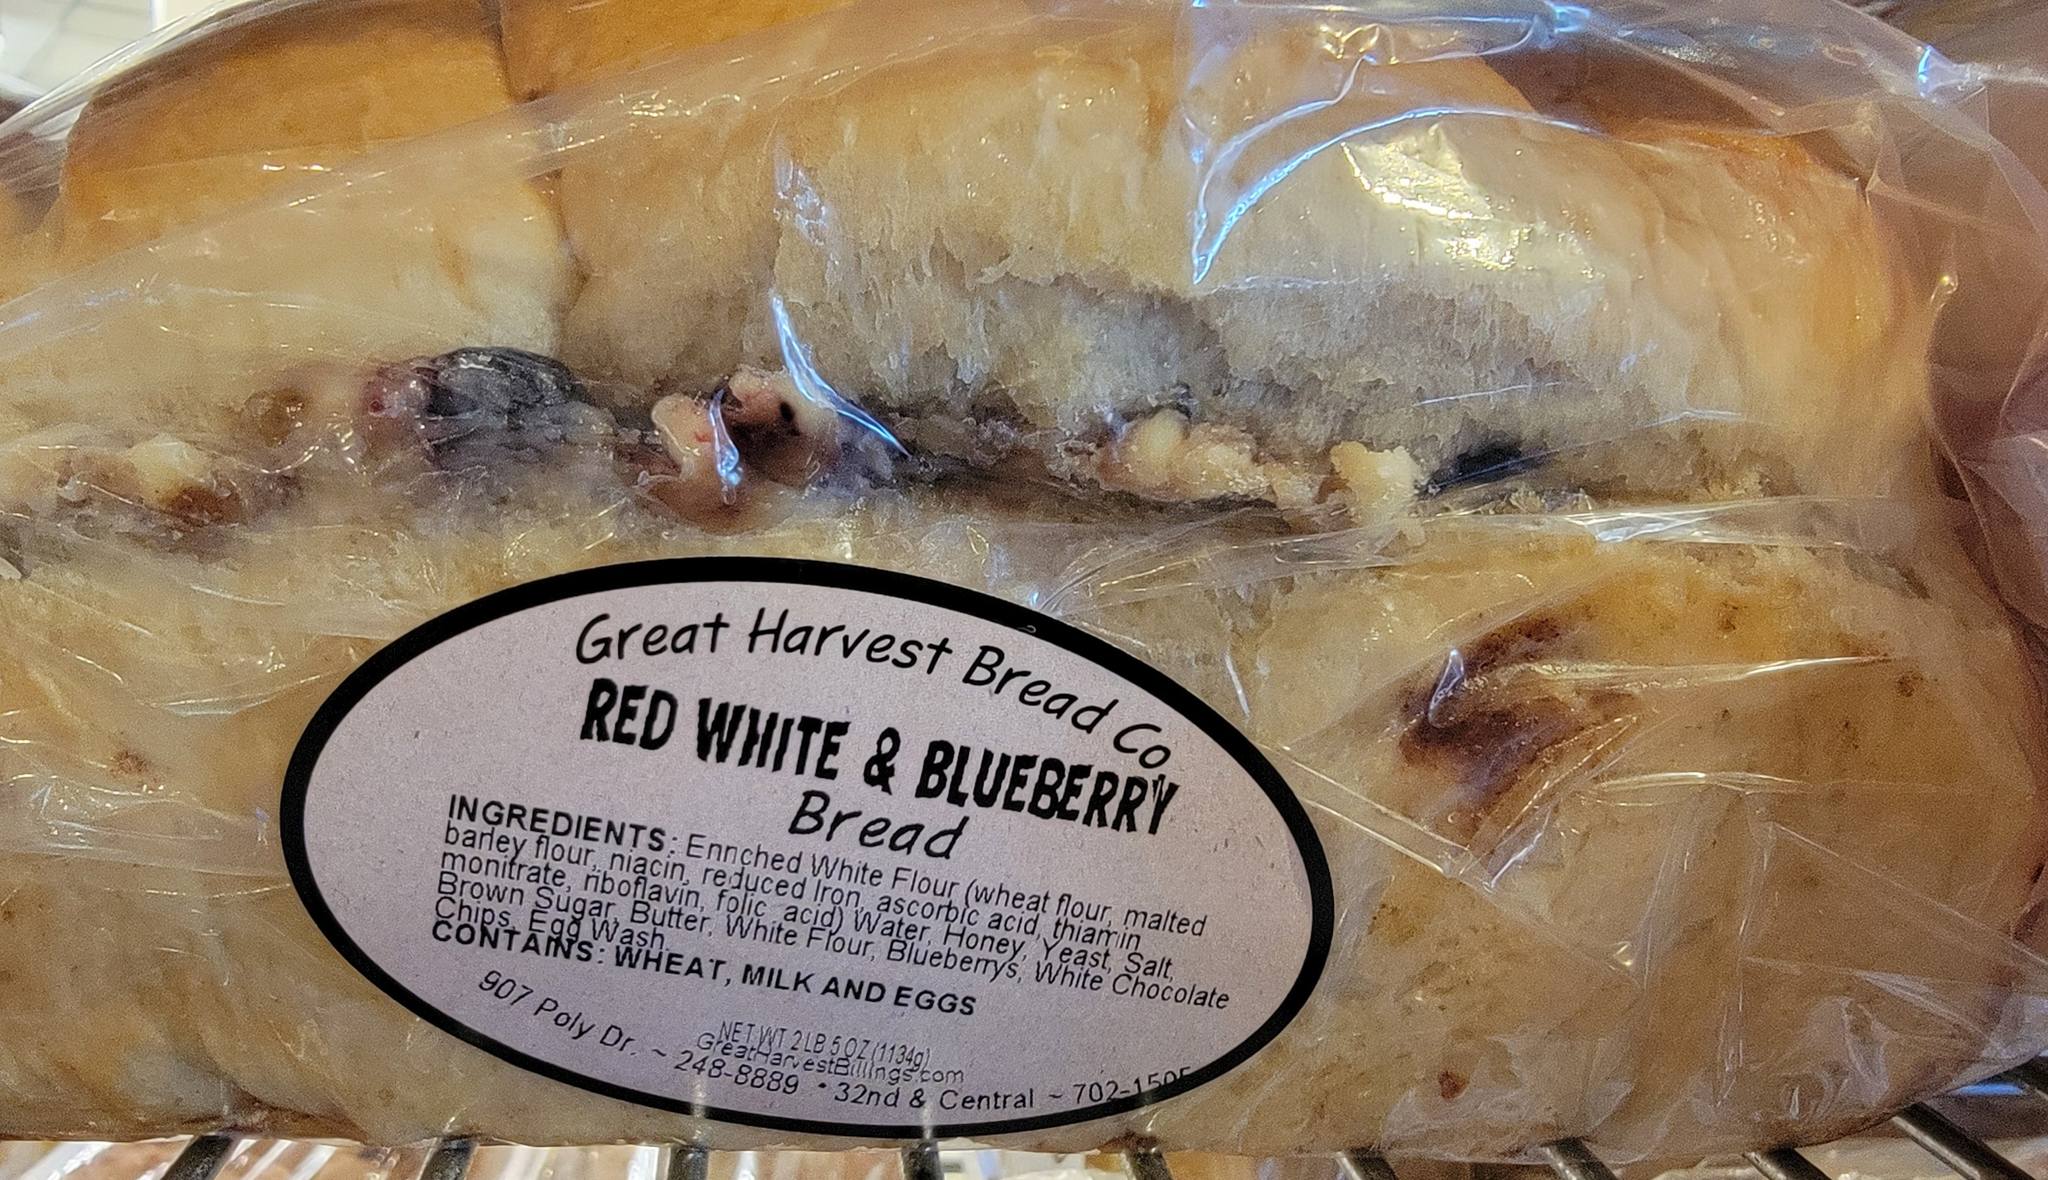 Great Harvest Bread Co
RED WHITE & BLUEBERRY
Bread
INGREDIENTS: Enriched White Flour (wheat flour, malted
barley flour, niacin, reduced Iron, ascorbic acid, thiamin
monitrate, riboflavin, folic acid) Water, Honey, Yeast, Salt,
Brown Sugar, Butter, White Flour, Blueberrys, White Chocolate
Chips, Egg Wash.
CONTAINS: WHEAT, MILK AND EGGS
NET WT 2 LB 5 OZ (1134g)
GreatHarvestBillings.com
907 Poly Dr. ~ 248-8889 * 32nd & Central ~ 702-1505